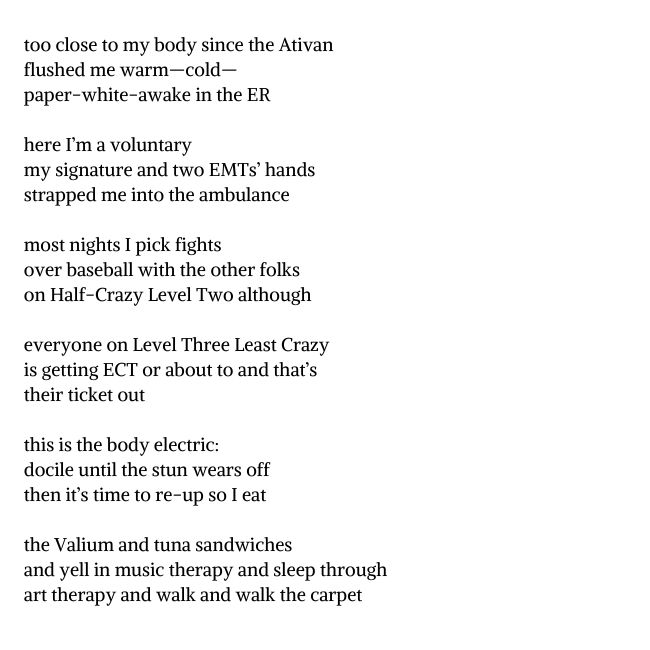 too close to my body since the Ativan
flushed me warm—cold—
paper-white-awake in the ER
here I’m a voluntary
my signature and two EMTs’ hands
strapped me into the ambulance
most nights I pick fights
over baseball with the other folks
on Half-Crazy Level Two although
everyone on Level Three Least Crazy
is getting ECT or about to and that’s
their ticket out
this is the body electric:
docile until the stun wears off
then it’s time to re-up so I eat
the Valium and tuna sandwiches
and yell in music therapy and sleep through
art therapy and walk and walk the carpet